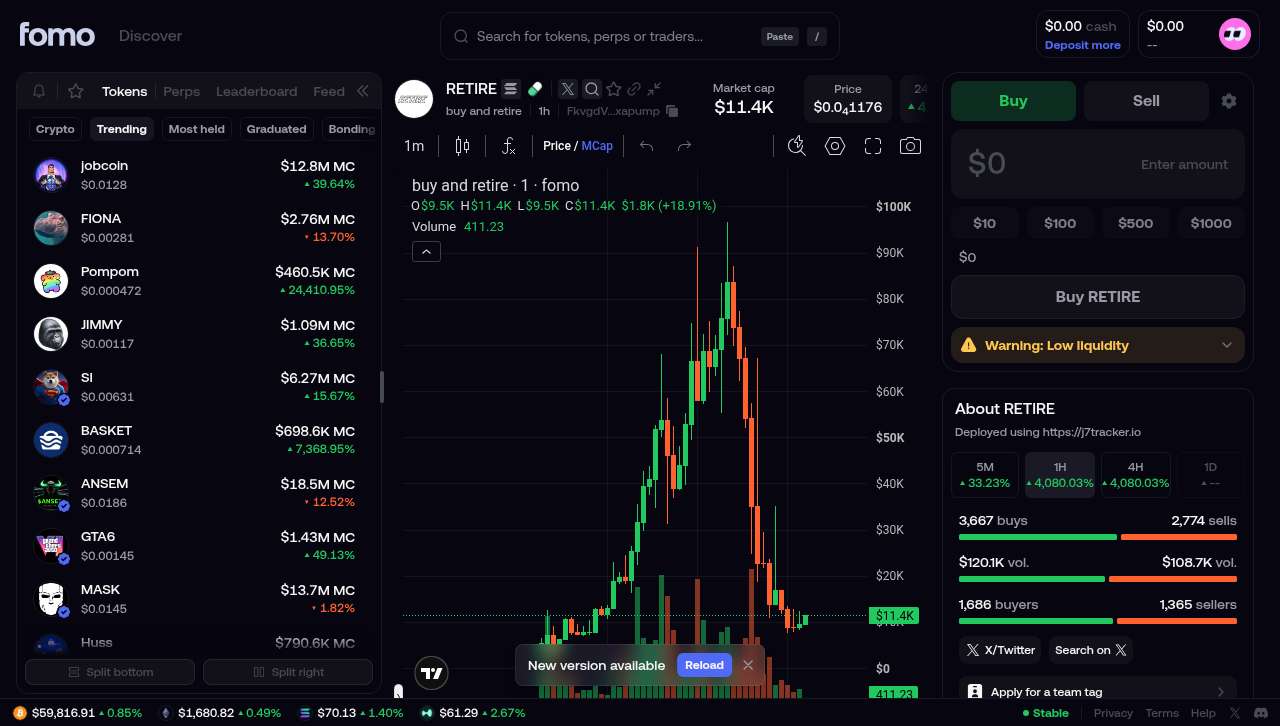 fomo
Discover
Search for tokens, perps or traders...
Paste
/
$0.00 cash
Deposit more
$0.00
--
Tokens
Perps
Leaderboard
Feed
Crypto
Trending
Most held
Graduated
Bonding
jobcoin
$12.8M MC
$0.0128
39.64%
FIONA
$2.76M MC
$0.00281
13.70%
Pompom
$460.5K MC
$0.000472
24,410.95%
JIMMY
$1.09M MC
$0.00117
36.65%
SI
$6.27M MC
$0.00631
15.67%
BASKET
$698.6K MC
$0.000714
7,368.95%
ANSEM
$18.5M MC
$0.0186
12.52%
GTA6
$1.43M MC
$0.00145
49.13%
MASK
$13.7M MC
$0.0145
1.82%
Huss
$790.6K MC
Split bottom
Split right
RETIRE
buy and retire
1h
FkvgdV...xapump
Market cap
$11.4K
Price
$0.0₄1176
24
4
1m
Price / MCap
buy and retire · 1 · fomo
O$9.5K H$11.4K L$9.5K C$11.4K $1.8K (+18.91%)
Volume 411.23
$100K
$90K
$80K
$70K
$60K
$50K
$40K
$30K
$20K
$11.4K
$0
411.23
New version available
Reload
Buy
Sell
$0
Enter amount
$10
$100
$500
$1000
$0
Buy RETIRE
Warning: Low liquidity
About RETIRE
Deployed using https://j7tracker.io
5M
33.23%
1H
4,080.03%
4H
4,080.03%
1D
--
3,667 buys
2,774 sells
$120.1K vol.
$108.7K vol.
1,686 buyers
1,365 sellers
X/Twitter
Search on X
Apply for a team tag
$59,816.91 0.85%
$1,680.82 0.49%
$70.13 1.40%
$61.29 2.67%
Stable
Privacy
Terms
Help